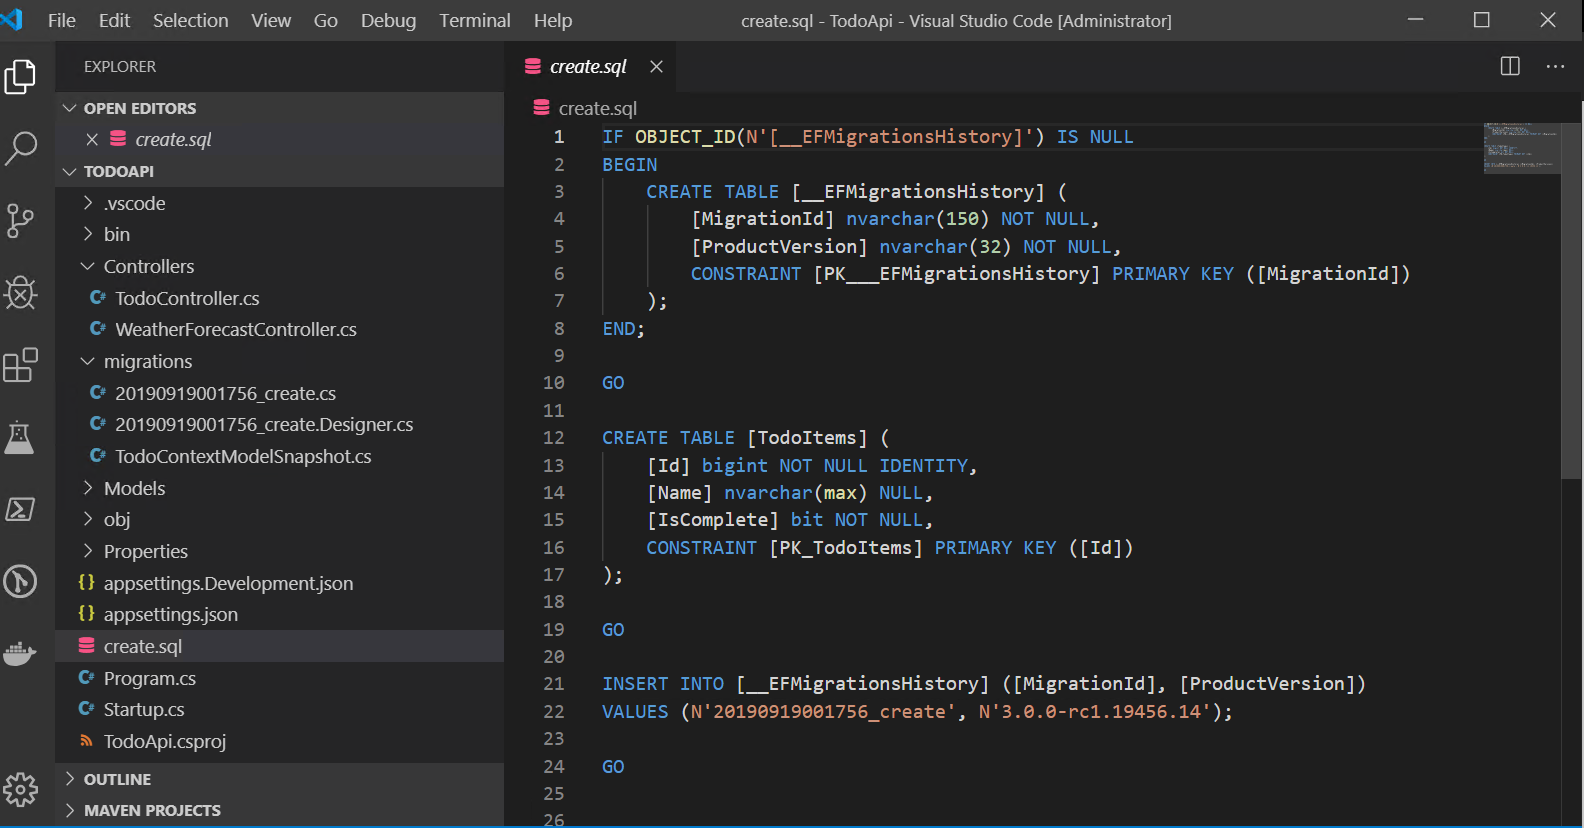 File Edit Selection View Go Debug Terminal Help create.sql - TodoApi - Visual Studio Code [Administrator]
EXPLORER
OPEN EDITORS
create.sql
TODOAPI
.vscode
bin
Controllers
TodoController.cs
WeatherForecastController.cs
migrations
20190919001756_create.cs
20190919001756_create.Designer.cs
TodoContextModelSnapshot.cs
Models
obj
Properties
appsettings.Development.json
appsettings.json
create.sql
Program.cs
Startup.cs
TodoApi.csproj
OUTLINE
MAVEN PROJECTS
create.sql
create.sql
1 IF OBJECT_ID(N'[__EFMigrationsHistory]') IS NULL
2 BEGIN
3 CREATE TABLE [__EFMigrationsHistory] (
4 [MigrationId] nvarchar(150) NOT NULL,
5 [ProductVersion] nvarchar(32) NOT NULL,
6 CONSTRAINT [PK___EFMigrationsHistory] PRIMARY KEY ([MigrationId])
7 );
8 END;
9
10 GO
11
12 CREATE TABLE [TodoItems] (
13 [Id] bigint NOT NULL IDENTITY,
14 [Name] nvarchar(max) NULL,
15 [IsComplete] bit NOT NULL,
16 CONSTRAINT [PK_TodoItems] PRIMARY KEY ([Id])
17 );
18
19 GO
20
21 INSERT INTO [__EFMigrationsHistory] ([MigrationId], [ProductVersion])
22 VALUES (N'20190919001756_create', N'3.0.0-rc1.19456.14');
23
24 GO
25
26